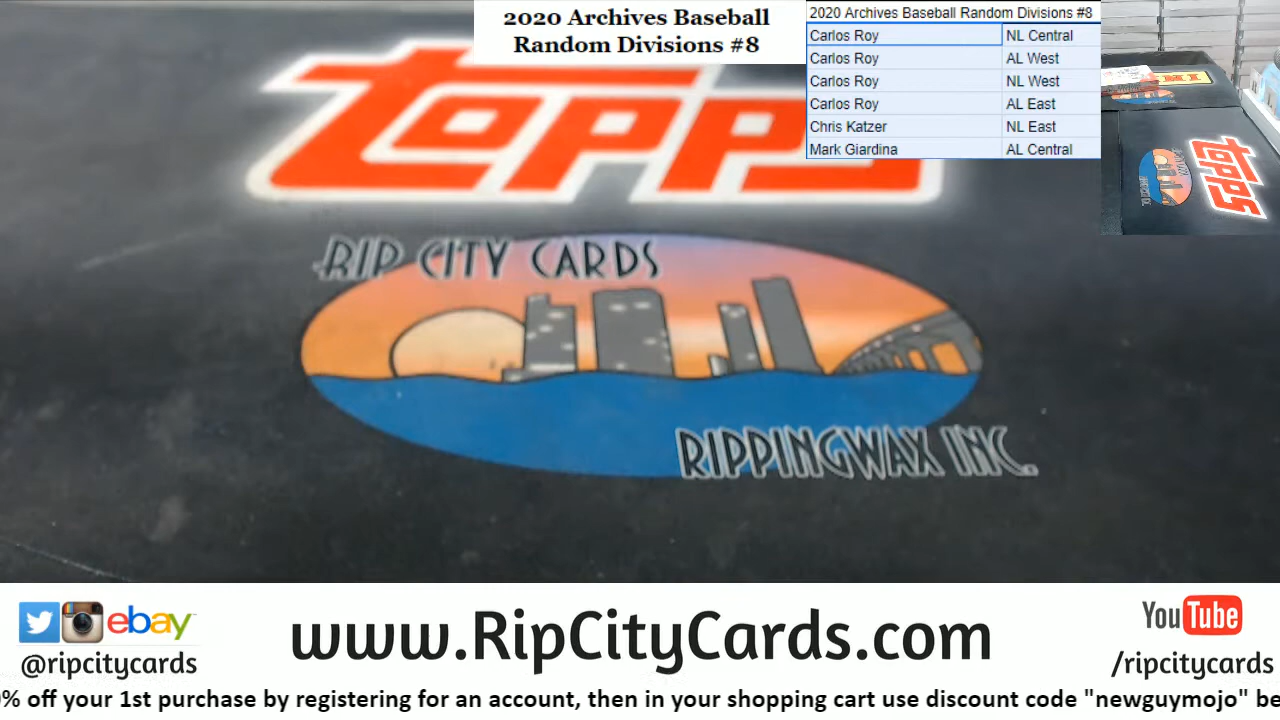 2020 Archives Baseball
Random Divisions #8
2020 Archives Baseball Random Divisions #8
Carlos Roy NL Central
Carlos Roy AL West
Carlos Roy NL West
Carlos Roy AL East
Chris Katzer NL East
Mark Giardina AL Central
topps
RIP CITY CARDS
RIPPINGWAX INC.
topps
ebay
@ripcitycards
www.RipCityCards.com
YouTube
/ripcitycards
% off your 1st purchase by registering for an account, then in your shopping cart use discount code "newguymojo" be